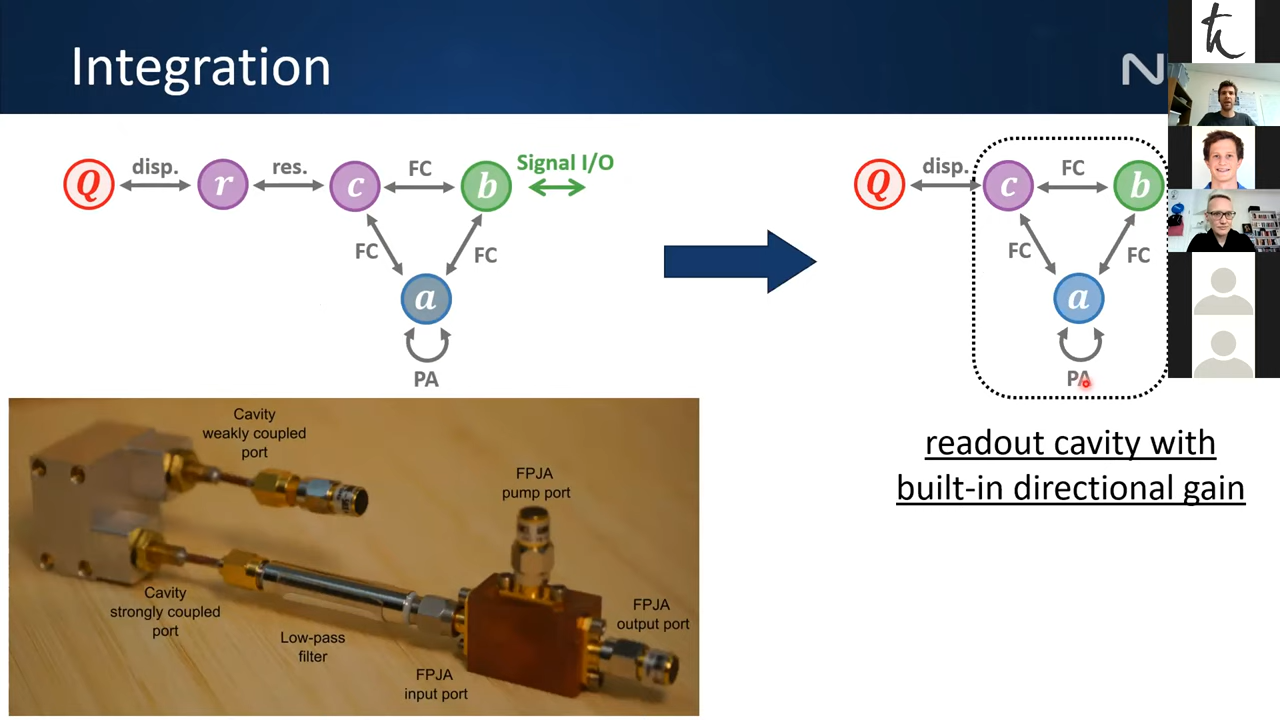 Integration
N
Q disp. r res. c FC b Signal I/O
FC FC
a
PA
Q disp. c FC b
FC FC
a
PA
readout cavity with
built-in directional gain
Cavity
weakly coupled
port
FPJA
pump port
Cavity
strongly coupled
port
Low-pass
filter
FPJA
input port
FPJA
output port